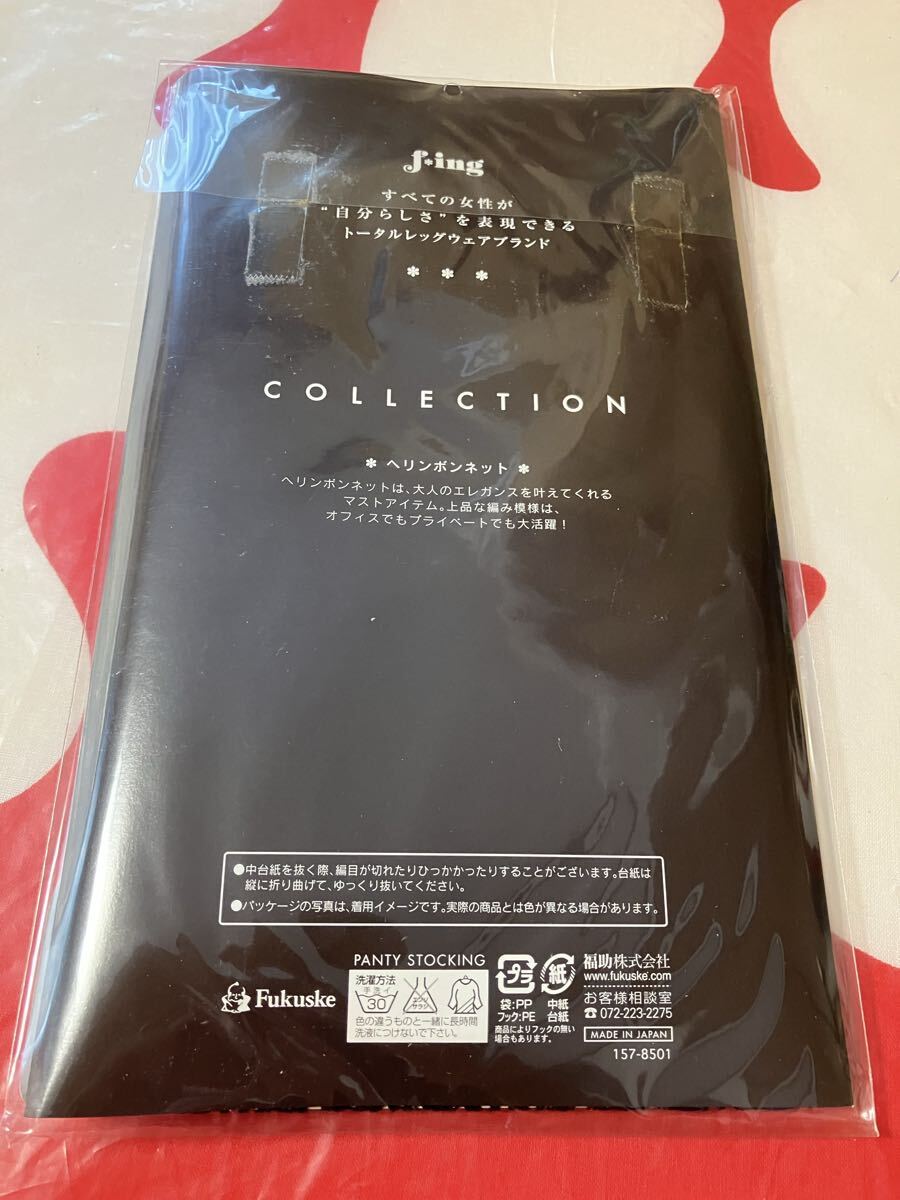 f*ing
すべての女性が
“自分らしさ”を表現できる
トータルレッグウェアブランド
* * *
COLLECTION
* ヘリンボンネット *
ヘリンボンネットは、大人のエレガンスを叶えてくれる
マストアイテム。上品な編み模様は、
オフィスでもプライベートでも大活躍！
●中台紙を抜く際、編目が切れたりひっかかったりすることがございます。台紙は
縦に折り曲げて、ゆっくり抜いてください。
●パッケージの写真は、着用イメージです。実際の商品とは色が異なる場合があります。
Fukuske
PANTY STOCKING
洗濯方法
手洗イ
30
エンソ
サラシ
色の違うものと一緒に長時間
洗液につけないで下さい。
プラ
紙
袋:PP
フック:PE
中紙
台紙
商品によりフックの無い
場合もあります。
福助株式会社
www.fukuske.com
お客様相談室
☎072-223-2275
MADE IN JAPAN
157-8501